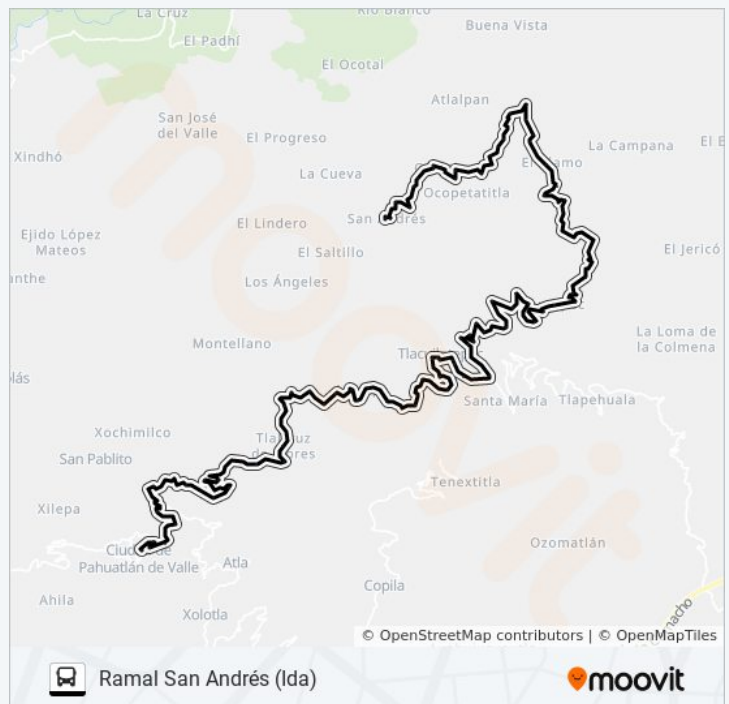 La Cruz
Río Blanco
Buena Vista
El Padhí
El Ocotal
Atlalpan
San José
del Valle
El Progreso
La Campana
Xindhó
La Cueva
Ocopetatitla
El Lindero
Ejido López
Mateos
El Saltillo
El Jericó
Los Ángeles
La Loma de
la Colmena
Montellano
Santa María
Tlapehuala
Xochimilco
San Pablito
Tenextitla
Xilepa
Ozomatlán
Pahuatlán de Valle
Atla
Copila
Ahila
Xolotla
© OpenStreetMap contributors | © OpenMapTiles
Ramal San Andrés (Ida)
moovit